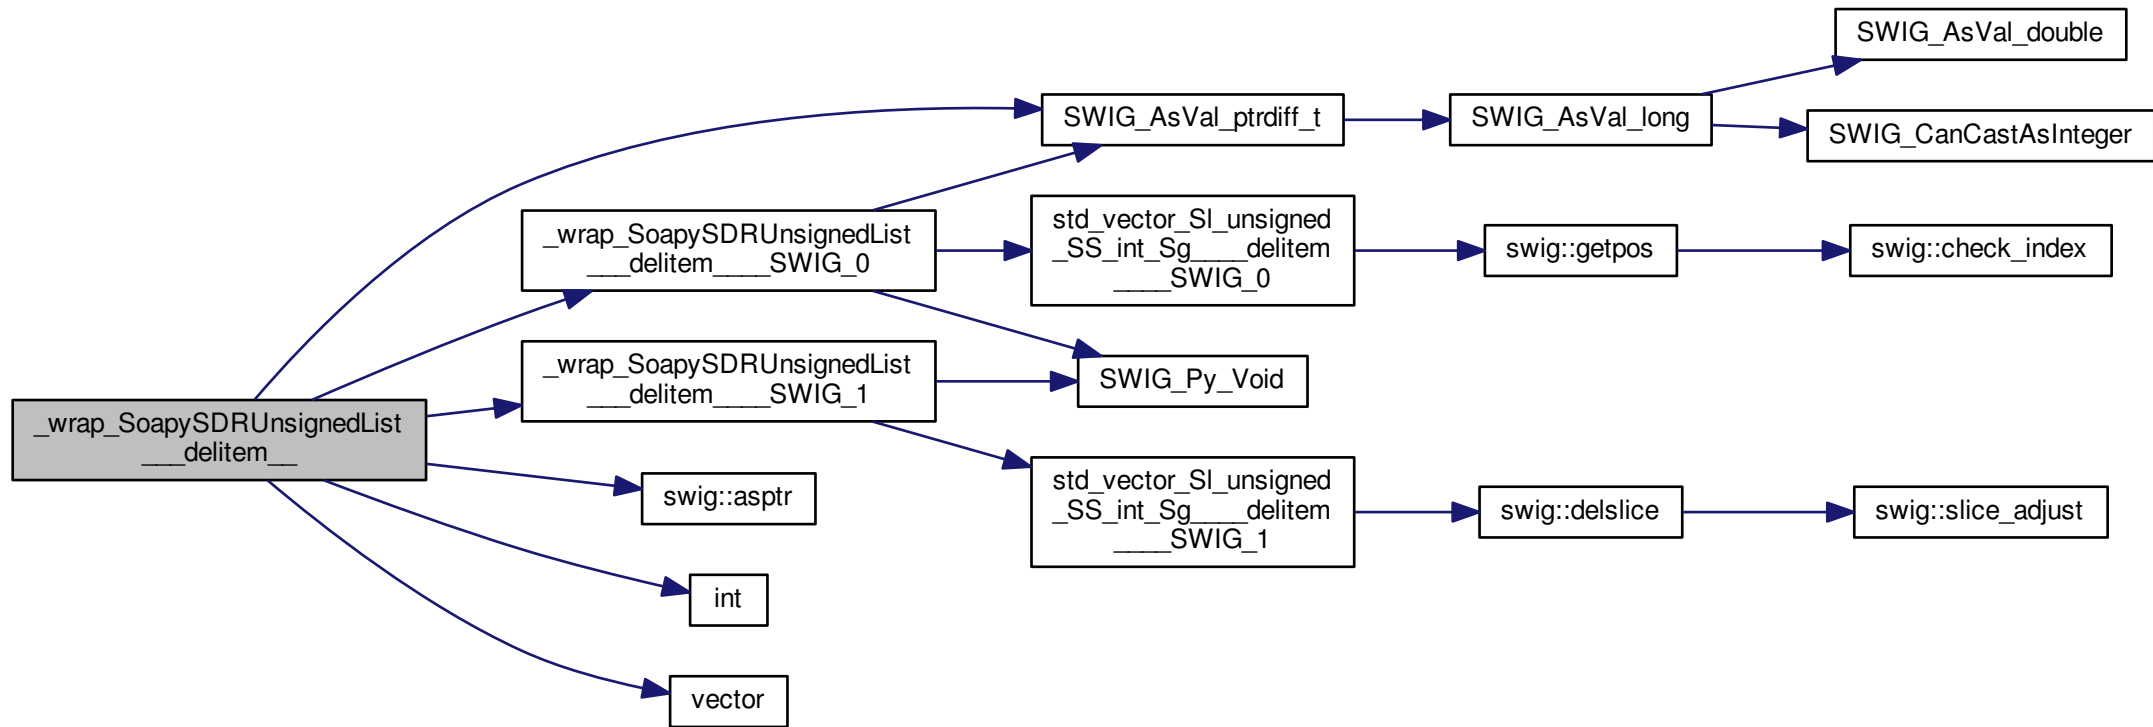 SWIG_AsVal_double
SWIG_AsVal_ptrdiff_t
SWIG_AsVal_long
SWIG_CanCastAsInteger
_wrap_SoapySDRUnsignedList
___delitem____SWIG_0
std_vector_Sl_unsigned
_SS_int_Sg____delitem
____SWIG_0
swig::getpos
swig::check_index
_wrap_SoapySDRUnsignedList
___delitem____SWIG_1
SWIG_Py_Void
_wrap_SoapySDRUnsignedList
___delitem__
swig::asptr
std_vector_Sl_unsigned
_SS_int_Sg____delitem
____SWIG_1
swig::delslice
swig::slice_adjust
int
vector